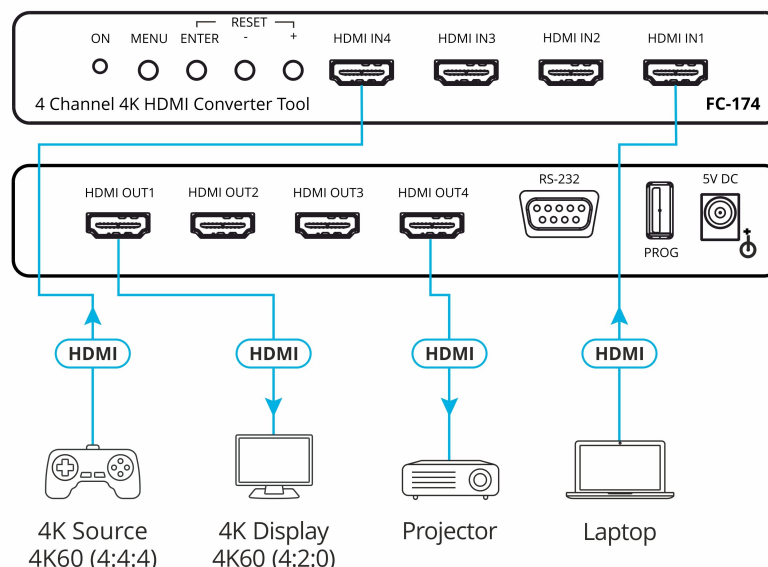 RESET
ON MENU ENTER - + HDMI IN4 HDMI IN3 HDMI IN2 HDMI IN1
4 Channel 4K HDMI Converter Tool FC-174
HDMI OUT1 HDMI OUT2 HDMI OUT3 HDMI OUT4 RS-232 5V DC
PROG
+
HDMI HDMI HDMI HDMI
4K Source 4K Display Projector Laptop
4K60 (4:4:4) 4K60 (4:2:0)